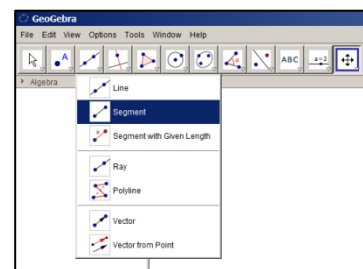 GeoGebra
File Edit View Options Tools Window Help
A ABC a=2
Algebra
Line
Segment
Segment with Given Length
Ray
Polyline
Vector
Vector from Point